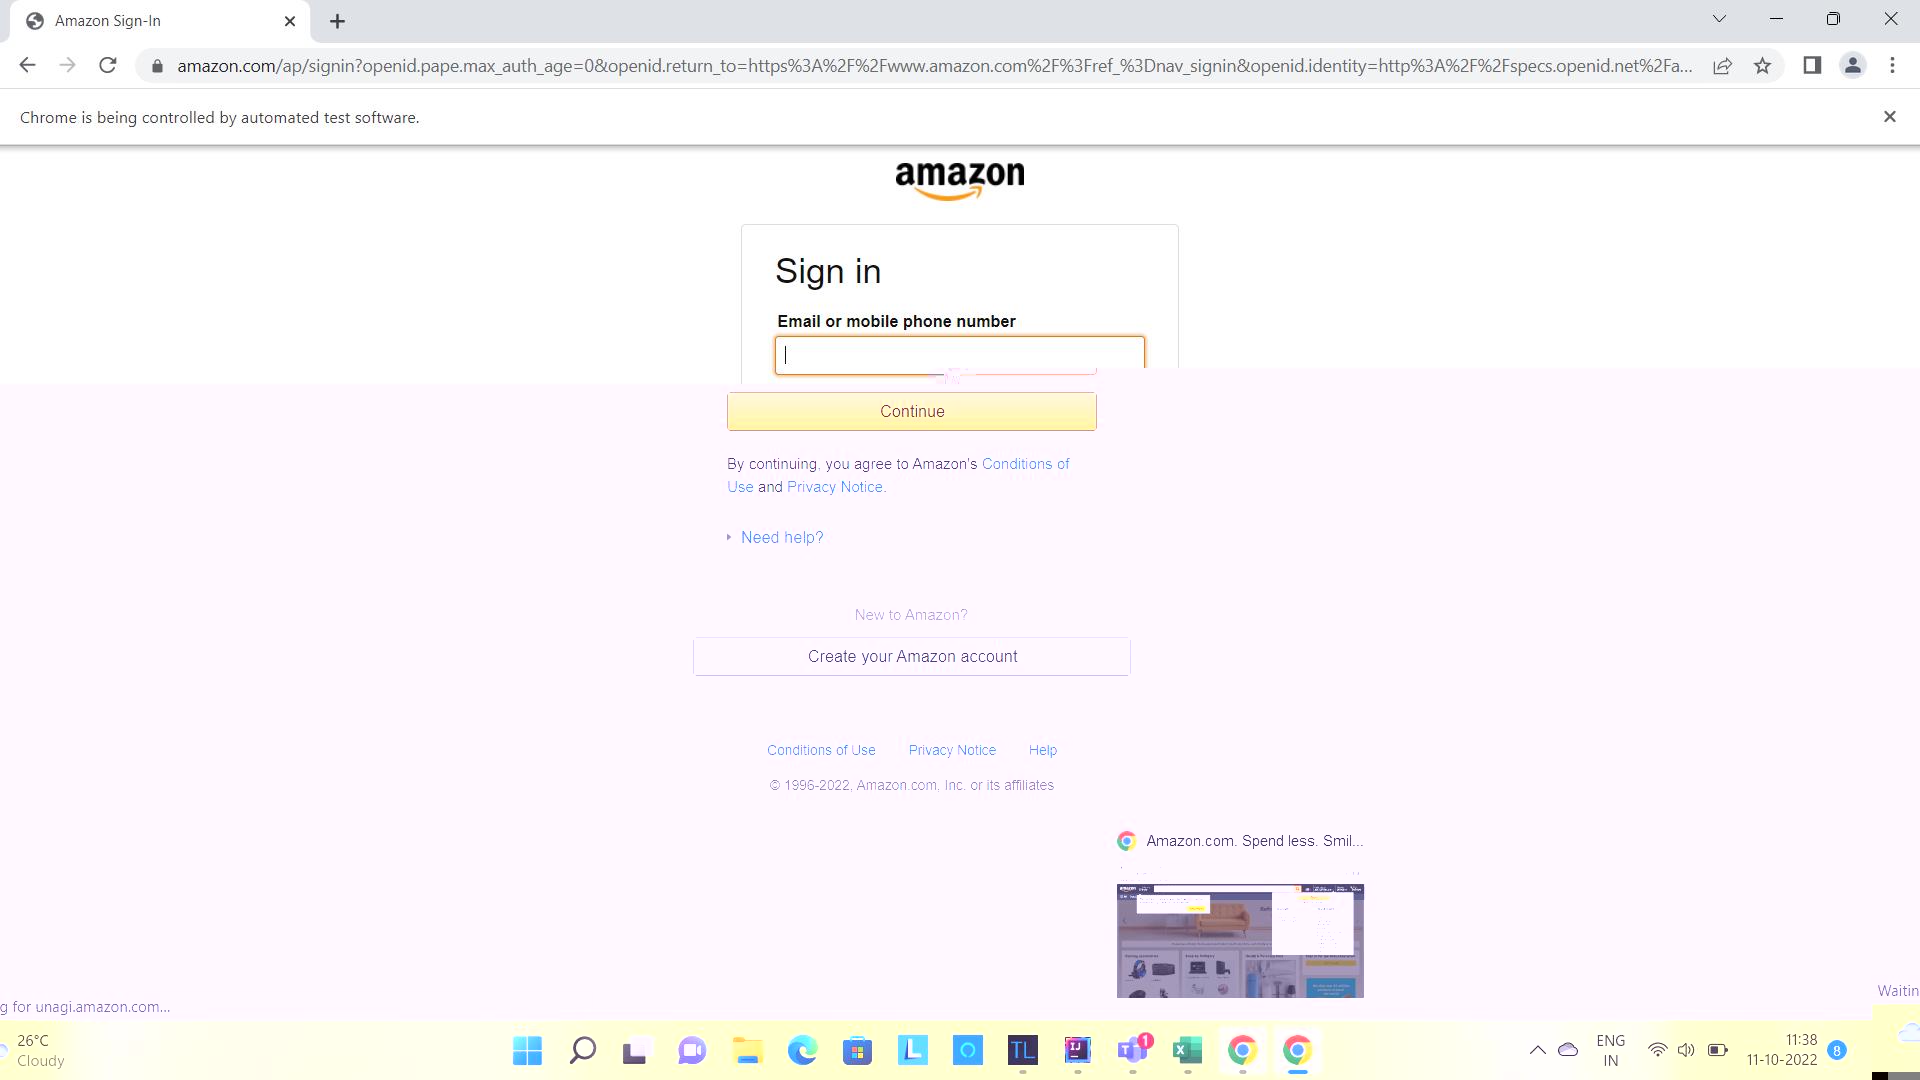 Amazon Sign-In
amazon.com/ap/signin?openid.pape.max_auth_age=0&openid.return_to=https%3A%2F%2Fwww.amazon.com%2F%3Fref_%3Dnav_signin&openid.identity=http%3A%2F%2Fspecs.openid.net%2Fa...
Chrome is being controlled by automated test software.
amazon
Sign in
Email or mobile phone number
Continue
By continuing, you agree to Amazon's Conditions of
Use and Privacy Notice.
Need help?
New to Amazon?
Create your Amazon account
Conditions of Use Privacy Notice Help
© 1996-2022, Amazon.com, Inc. or its affiliates
Amazon.com. Spend less. Smil...
amazon
Waitin
g for unagi.amazon.com...
26°C
Cloudy
L
TL
IJ
T
1
X
ENG
IN
11:38
11-10-2022
8